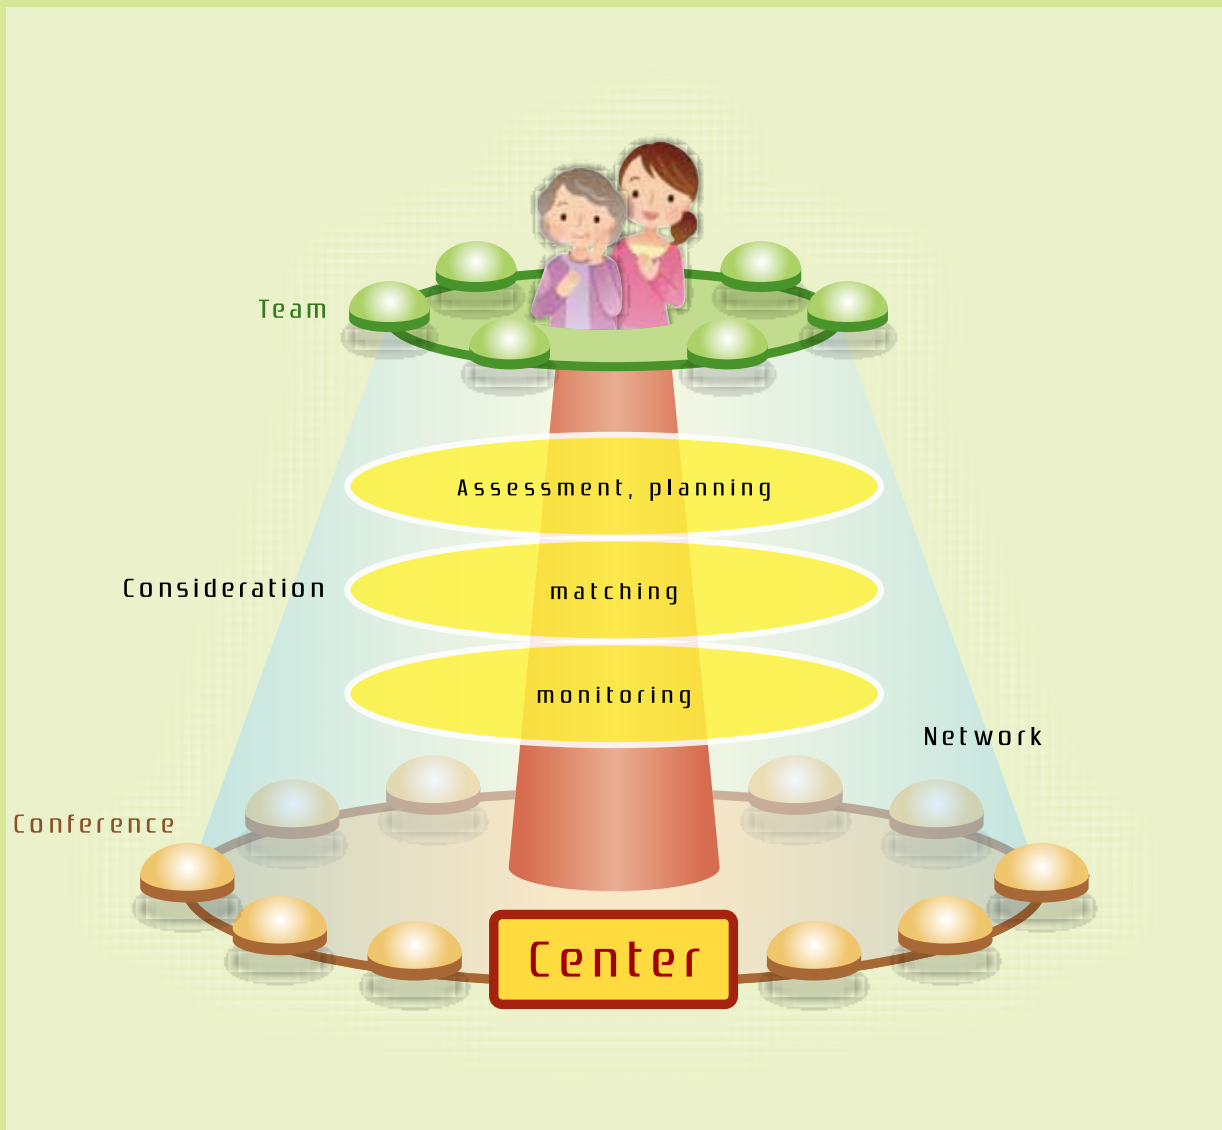 Team
Assessment, planning
Consideration
matching
monitoring
Network
Conference
Center